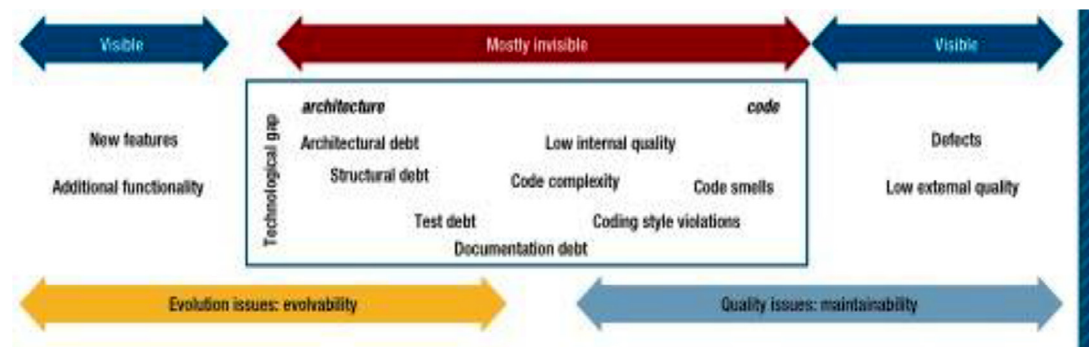 Visible
Mostly invisible
Visible
Technological gap
architecture
code
New features
Architectural debt
Low internal quality
Defects
Additional functionality
Structural debt
Code complexity
Code smells
Low external quality
Test debt
Coding style violations
Documentation debt
Evolution issues: evolvability
Quality issues: maintainability